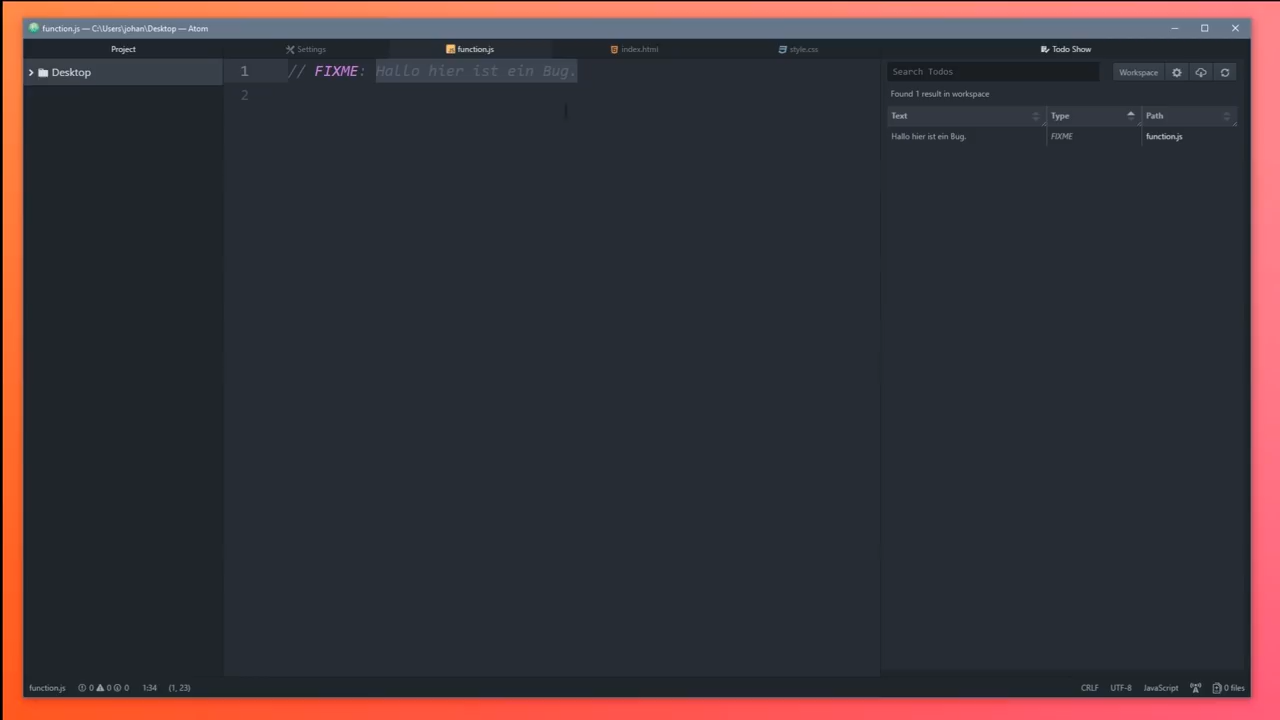 function.js — C:\Users\johan\Desktop — Atom
Project
Settings
function.js
index.html
style.css
Todo Show
Desktop
1 // FIXME: Hallo hier ist ein Bug.
2
Search Todos
Workspace
Found 1 result in workspace
Text Type Path
Hallo hier ist ein Bug. FIXME function.js
function.js 0 0 0 1:34 (1, 23)
CRLF UTF-8 JavaScript 0 files